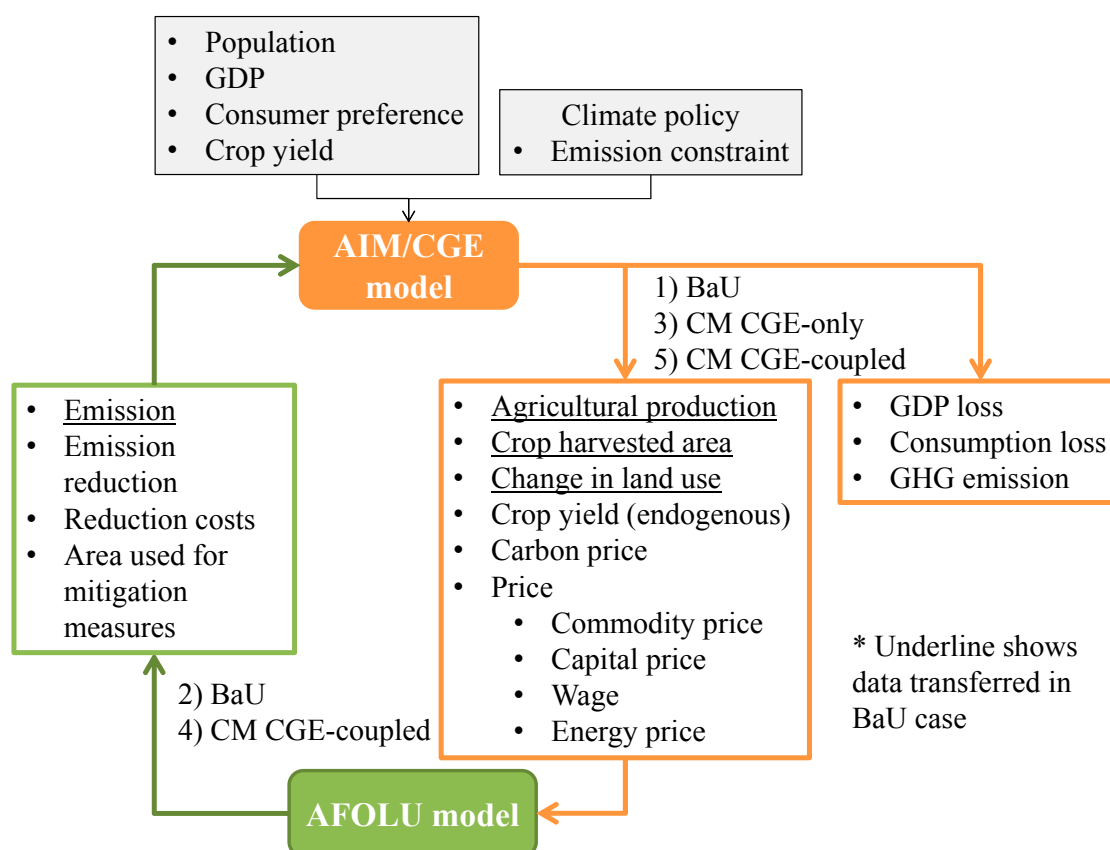 • Population
• GDP
• Consumer preference
• Crop yield
Climate policy
• Emission constraint
AIM/CGE
model
1) BaU
3) CM CGE-only
5) CM CGE-coupled
• Emission
• Emission
reduction
• Reduction costs
• Area used for
mitigation
measures
• Agricultural production
• Crop harvested area
• Change in land use
• Crop yield (endogenous)
• Carbon price
• Price
• Commodity price
• Capital price
• Wage
• Energy price
• GDP loss
• Consumption loss
• GHG emission
* Underline shows
data transferred in
BaU case
2) BaU
4) CM CGE-coupled
AFOLU model